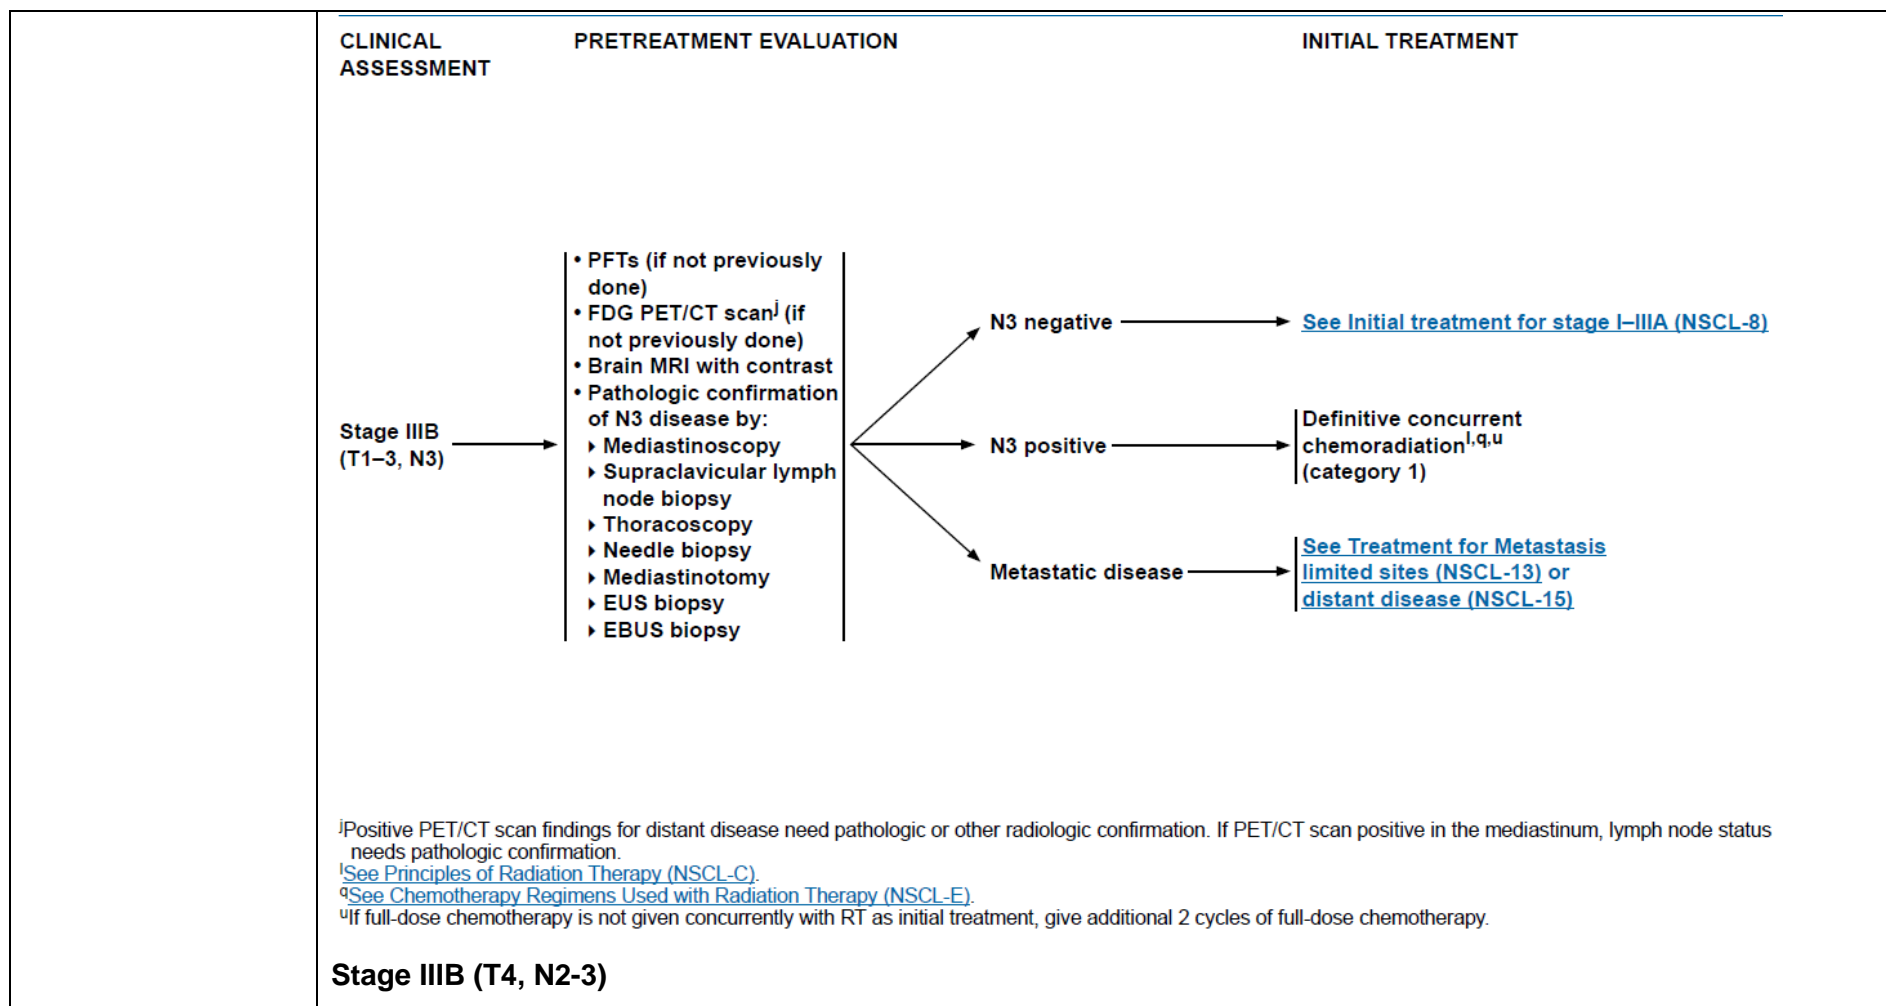 CLINICAL
ASSESSMENT
PRETREATMENT EVALUATION
INITIAL TREATMENT
Stage IIIB
(T1–3, N3)
• PFTs (if not previously
done)
• FDG PET/CT scanj (if
not previously done)
• Brain MRI with contrast
• Pathologic confirmation
of N3 disease by:
▸ Mediastinoscopy
▸ Supraclavicular lymph
node biopsy
▸ Thoracoscopy
▸ Needle biopsy
▸ Mediastinotomy
▸ EUS biopsy
▸ EBUS biopsy
N3 negative
See Initial treatment for stage I–IIIA (NSCL-8)
N3 positive
Definitive concurrent
chemoradiationl,q,u
(category 1)
Metastatic disease
See Treatment for Metastasis
limited sites (NSCL-13) or
distant disease (NSCL-15)
jPositive PET/CT scan findings for distant disease need pathologic or other radiologic confirmation. If PET/CT scan positive in the mediastinum, lymph node status
needs pathologic confirmation.
lSee Principles of Radiation Therapy (NSCL-C).
qSee Chemotherapy Regimens Used with Radiation Therapy (NSCL-E).
uIf full-dose chemotherapy is not given concurrently with RT as initial treatment, give additional 2 cycles of full-dose chemotherapy.
Stage IIIB (T4, N2-3)